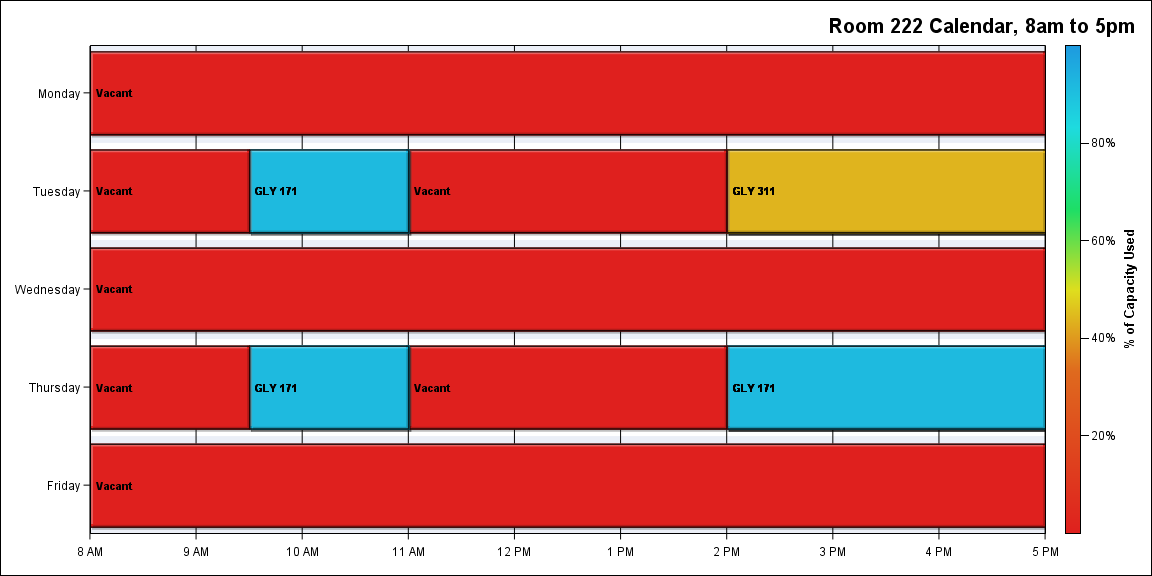 Room 222 Calendar, 8am to 5pm
Monday
Vacant
Tuesday
Vacant
GLY 171
Vacant
GLY 311
Wednesday
Vacant
Thursday
Vacant
GLY 171
Vacant
GLY 171
Friday
Vacant
8 AM
9 AM
10 AM
11 AM
12 PM
1 PM
2 PM
3 PM
4 PM
5 PM
80%
60%
40%
20%
% of Capacity Used